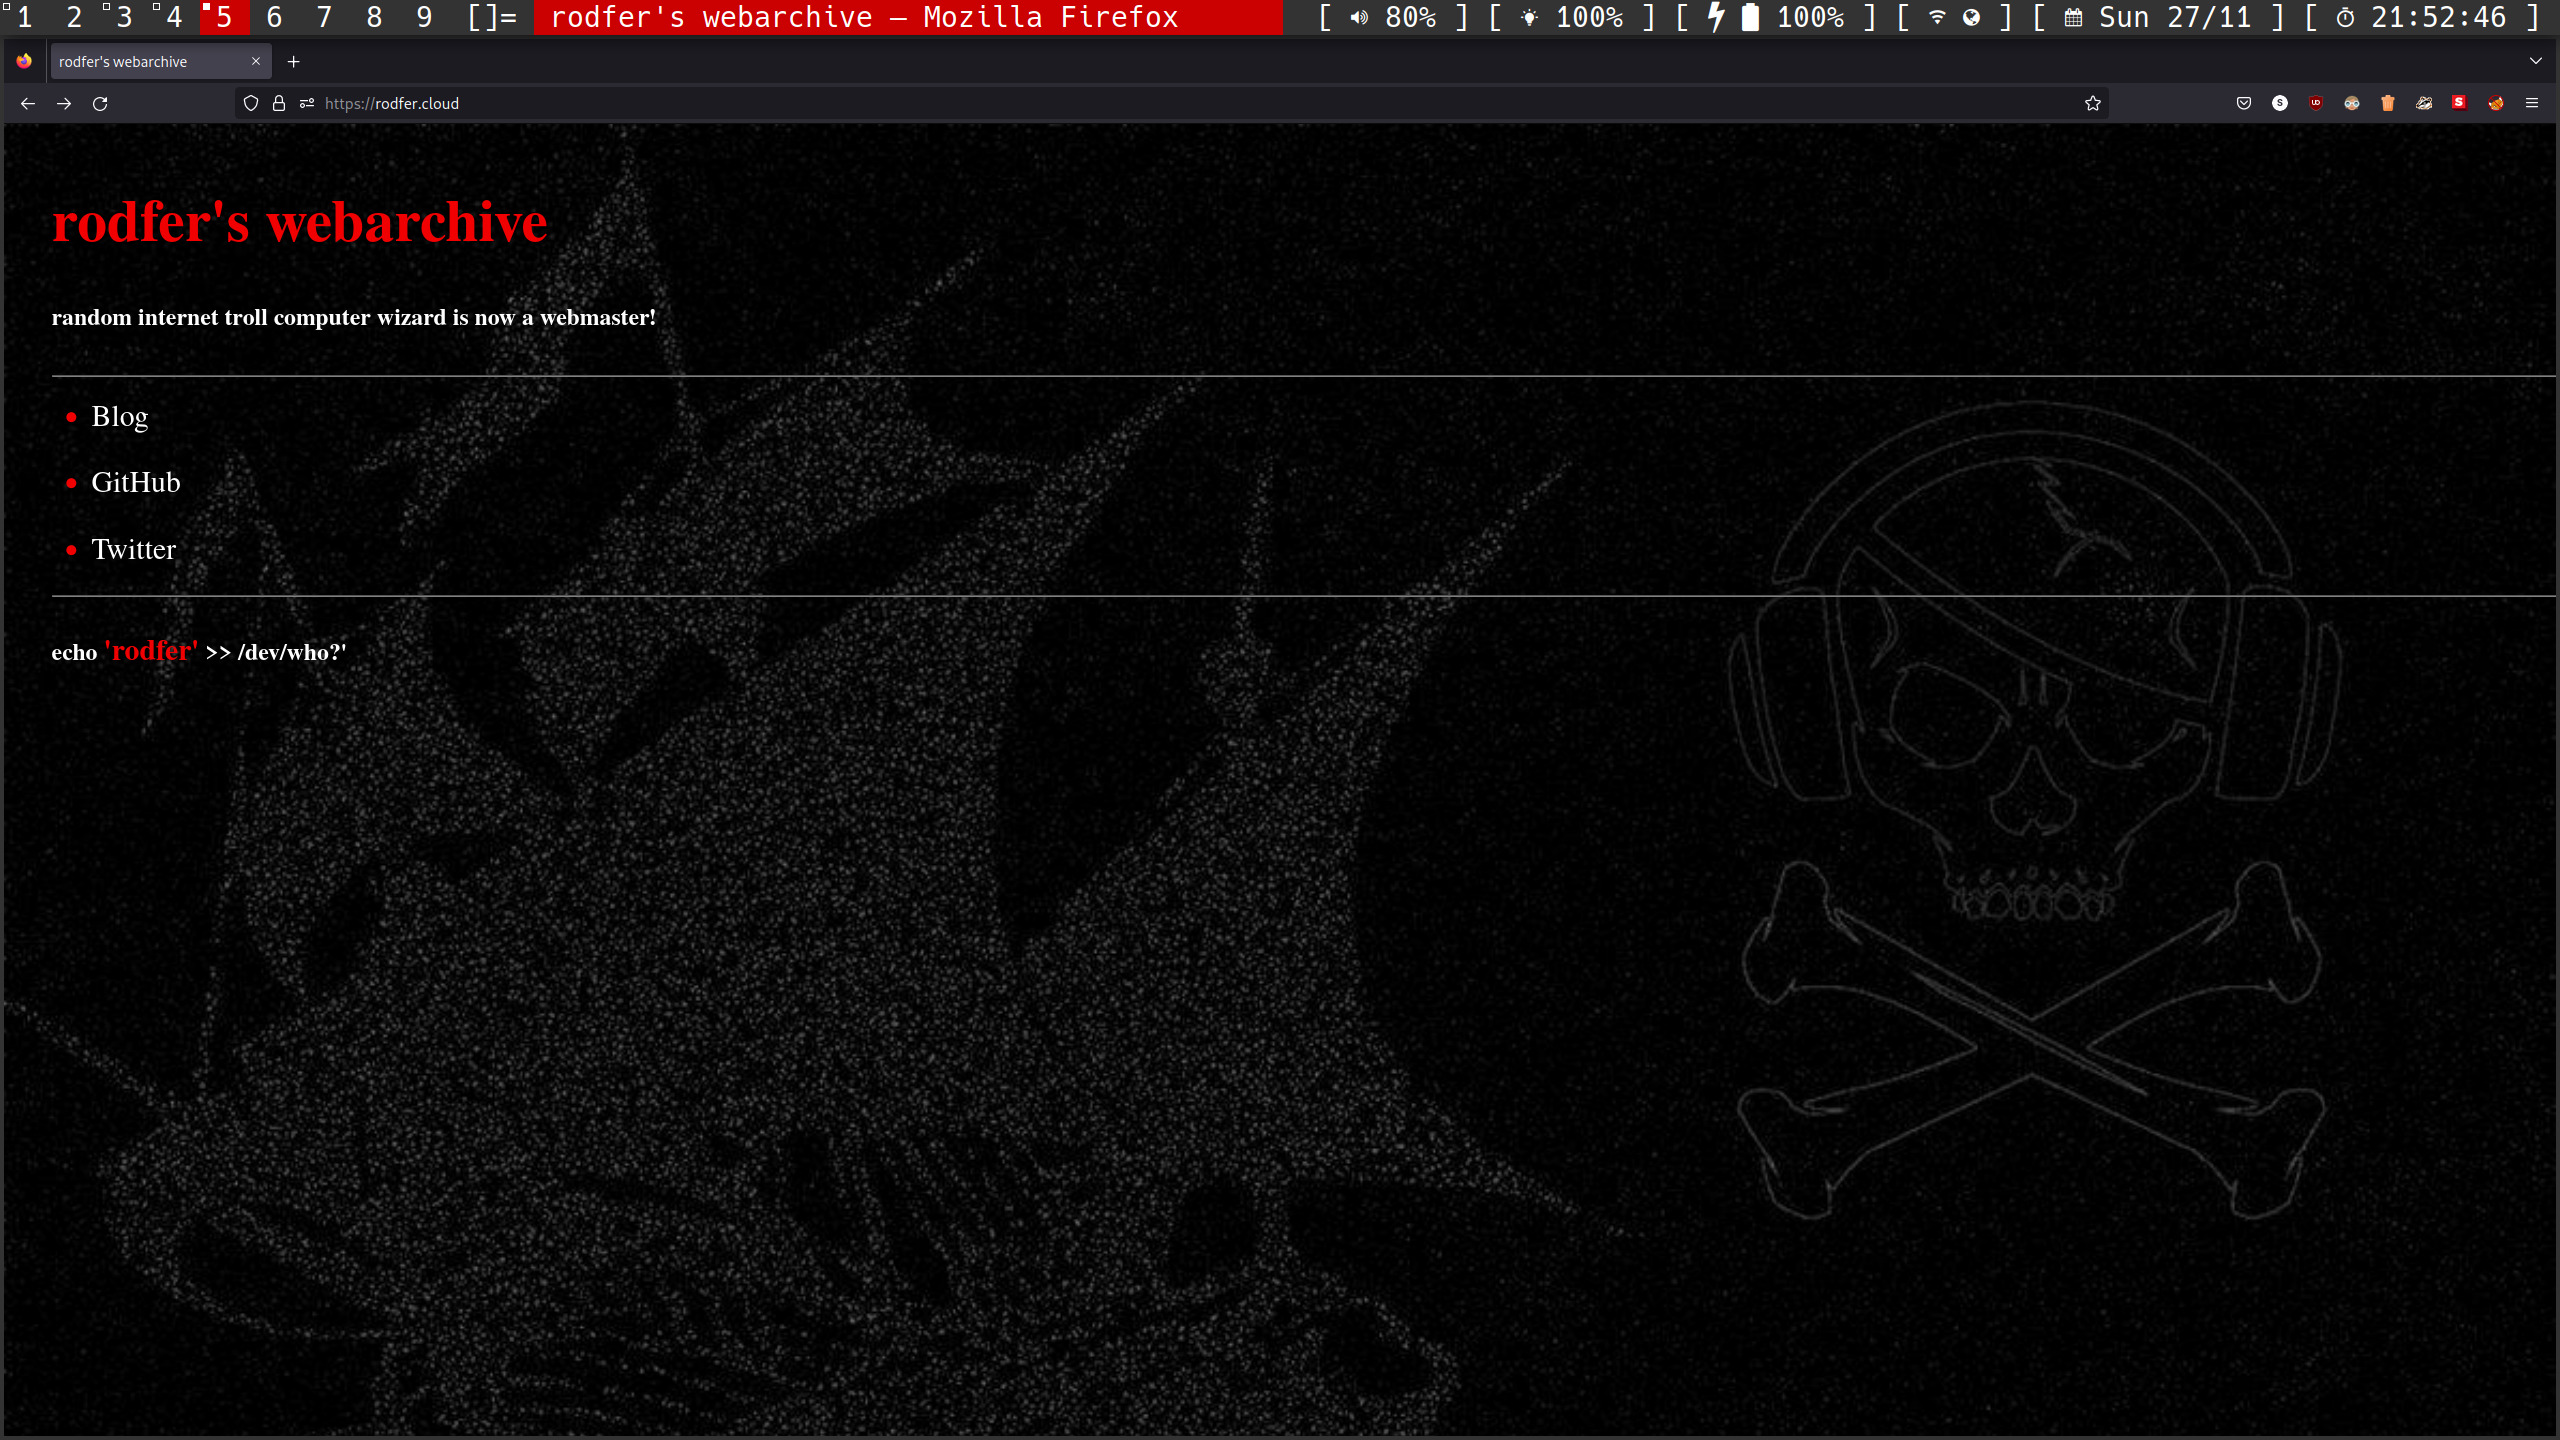 1 2 3 4 5 6 7 8 9 []= rodfer's webarchive — Mozilla Firefox [ 80% ] [ 100% ] [ 100% ] [ ] [ Sun 27/11 ] [ 21:52:46 ]
rodfer's webarchive
https://rodfer.cloud
rodfer's webarchive
random internet troll computer wizard is now a webmaster!
Blog
GitHub
Twitter
echo 'rodfer' >> /dev/who?'